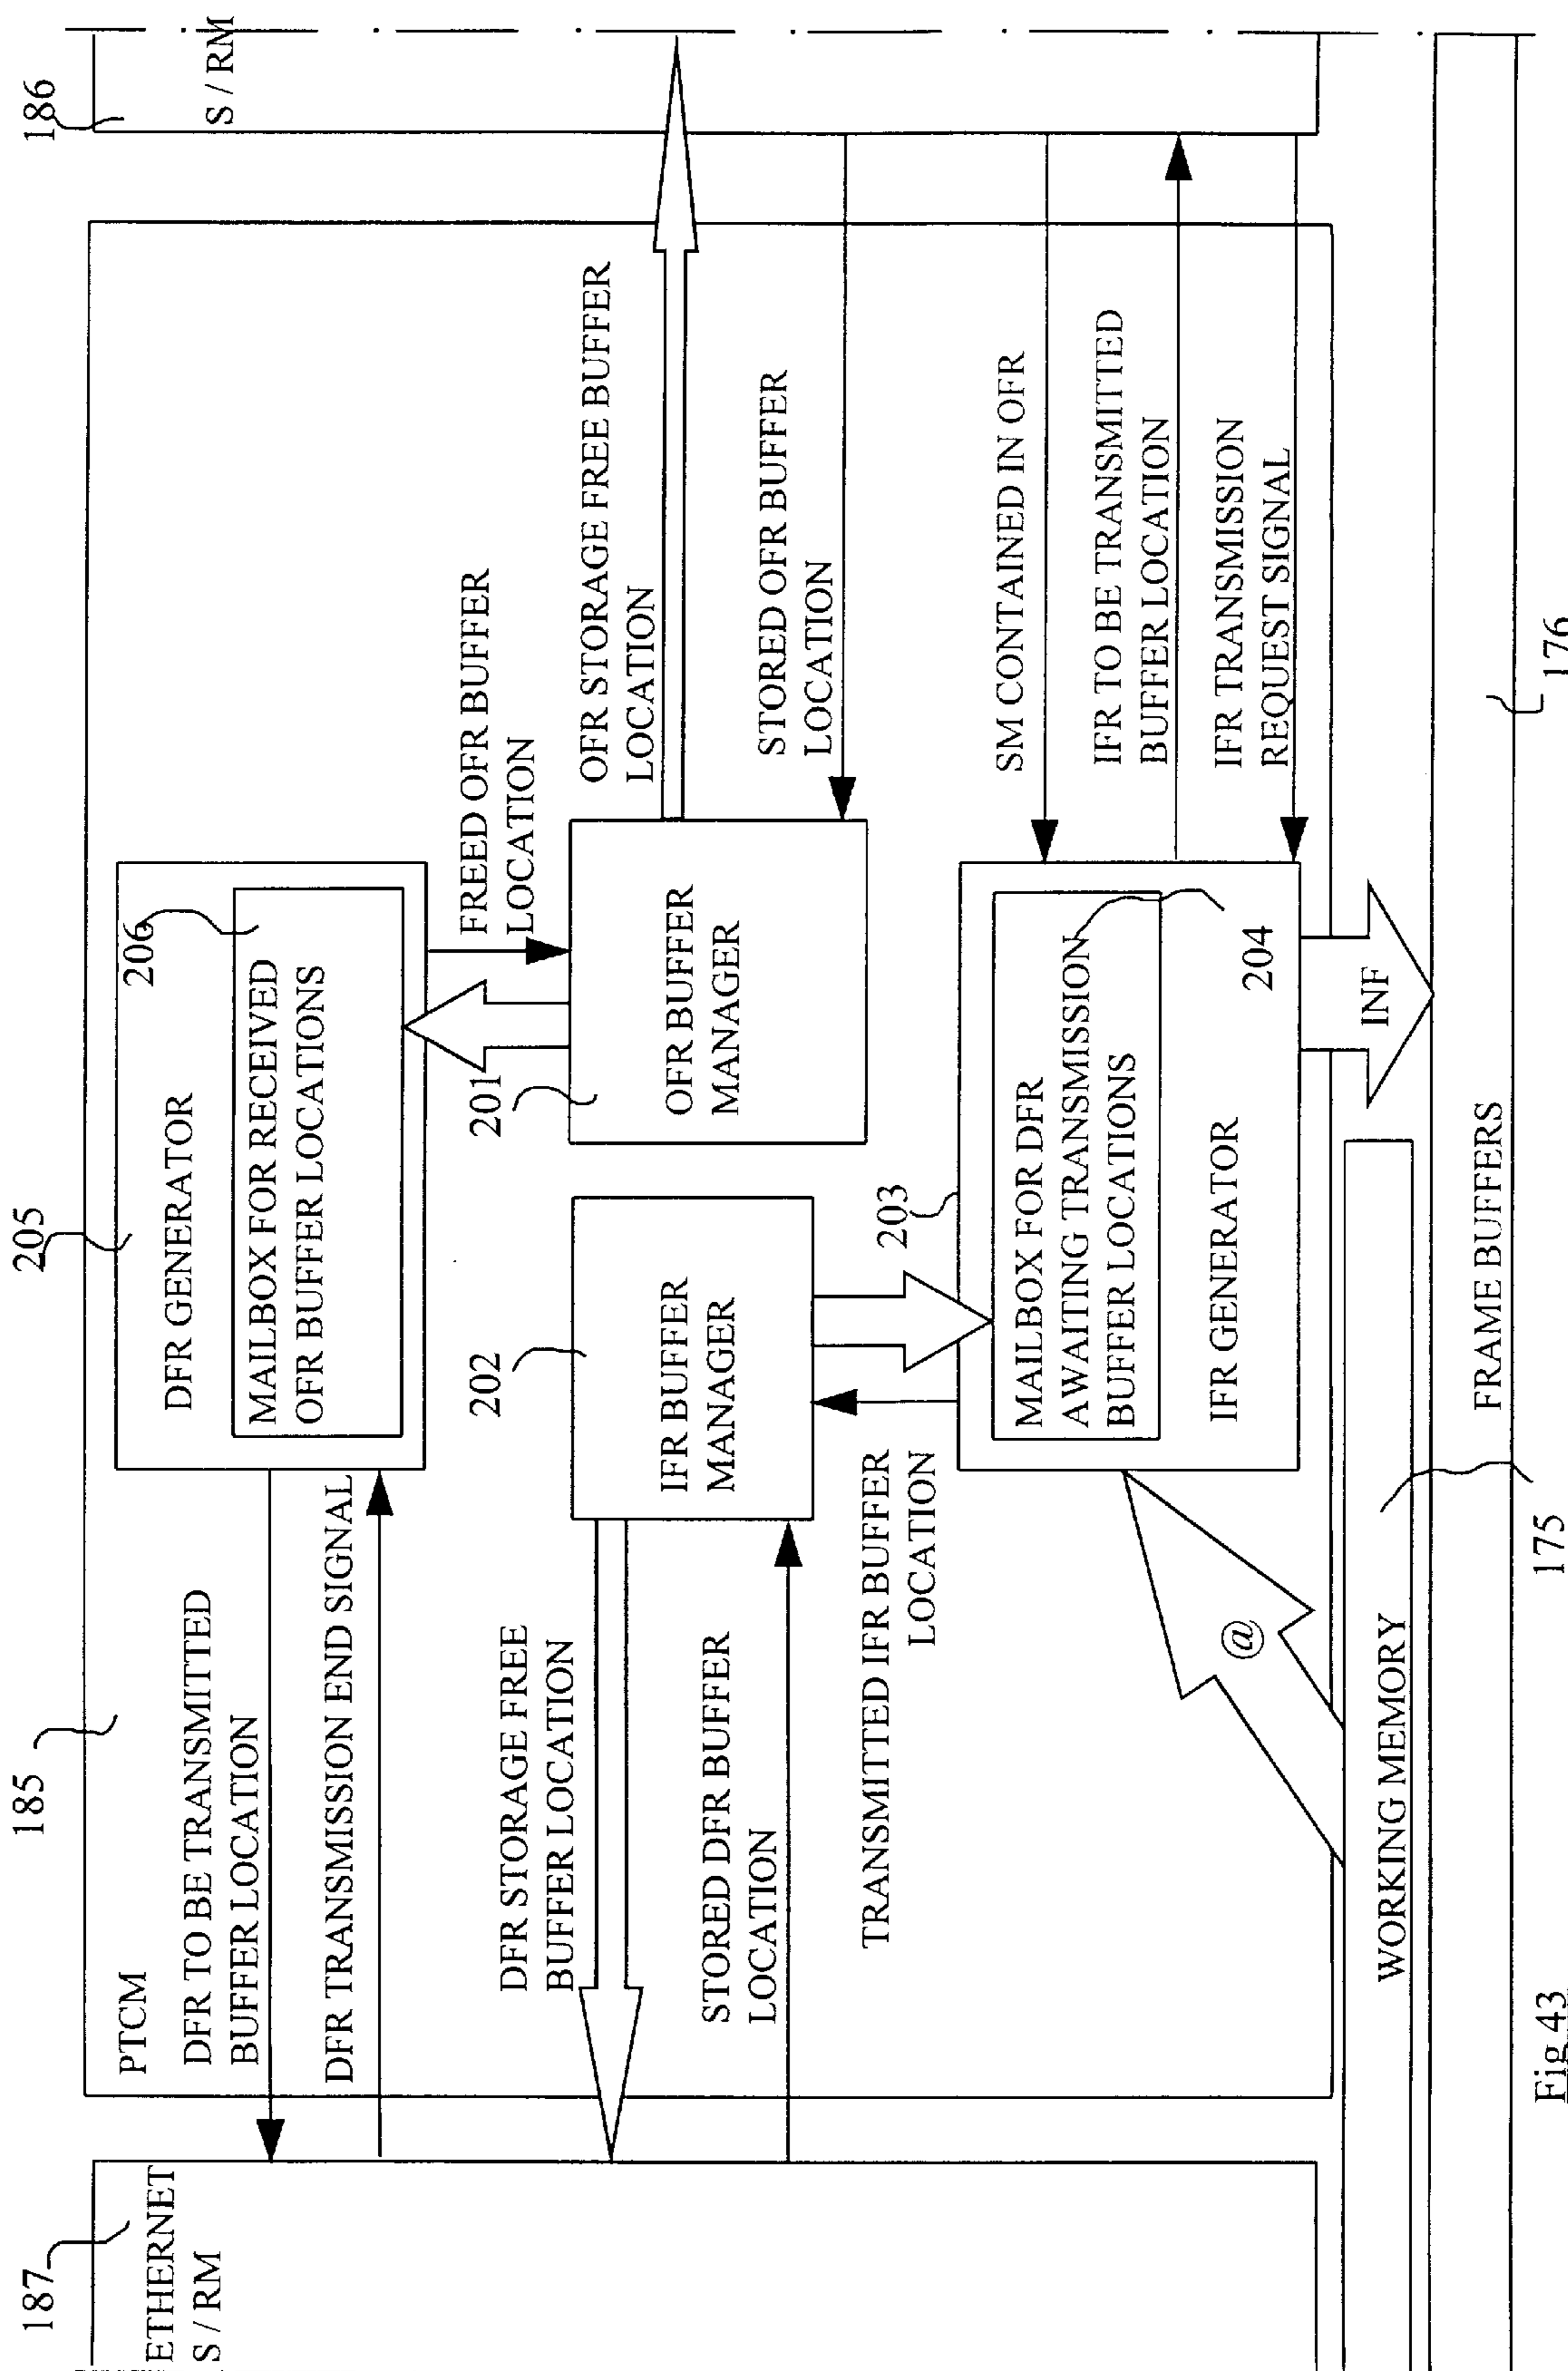 187
ETHERNET
S / RM
185
PTCM
DFR TO BE TRANSMITTED
BUFFER LOCATION
DFR TRANSMISSION END SIGNAL
DFR STORAGE FREE
BUFFER LOCATION
STORED DFR BUFFER
LOCATION
TRANSMITTED IFR BUFFER
LOCATION
205
DFR GENERATOR
206
MAILBOX FOR RECEIVED
OFR BUFFER LOCATIONS
FREED OFR BUFFER
LOCATION
201
OFR BUFFER
MANAGER
202
IFR BUFFER
MANAGER
203
MAILBOX FOR DFR
AWAITING TRANSMISSION
BUFFER LOCATIONS
204
IFR GENERATOR
OFR STORAGE FREE BUFFER
LOCATION
STORED OFR BUFFER
LOCATION
SM CONTAINED IN OFR
IFR TO BE TRANSMITTED
BUFFER LOCATION
IFR TRANSMISSION
REQUEST SIGNAL
186
S / RM
@
INF
WORKING MEMORY
175
FRAME BUFFERS
176
Fig 43